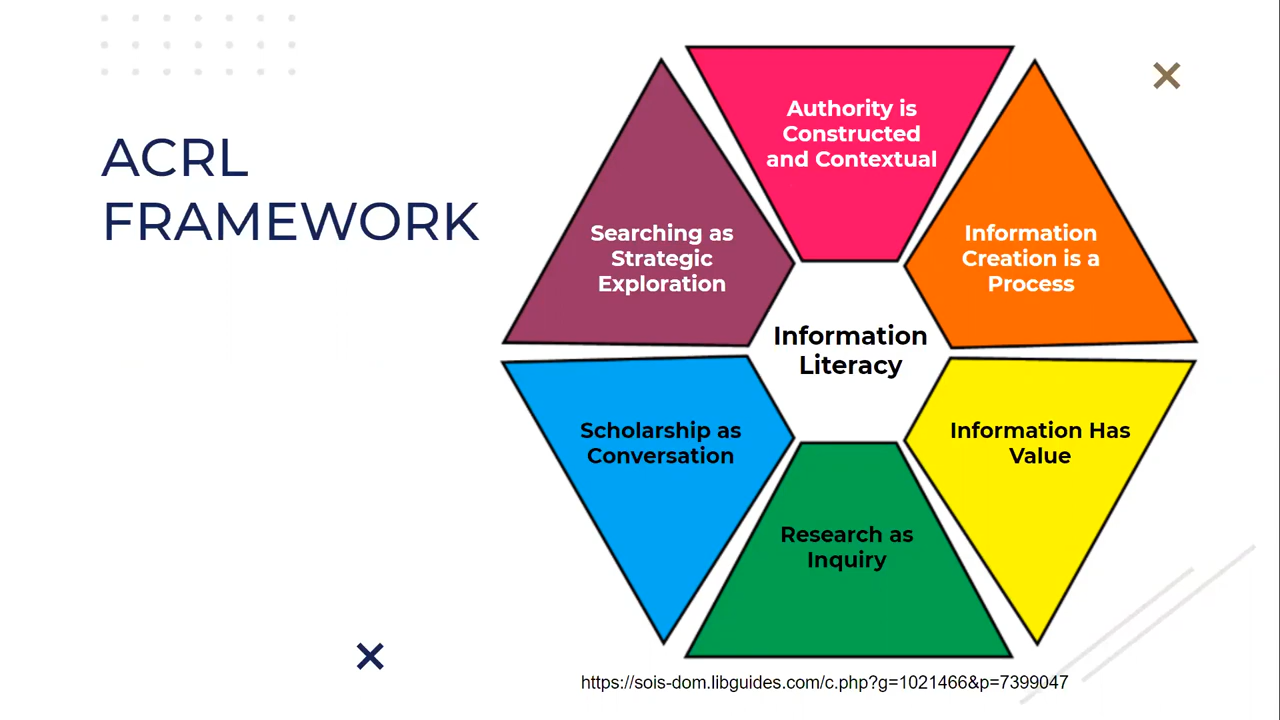 ACRL
FRAMEWORK
Authority is
Constructed
and Contextual
Searching as
Strategic
Exploration
Information
Creation is a
Process
Information
Literacy
Scholarship as
Conversation
Information Has
Value
Research as
Inquiry
https://sois-dom.libguides.com/c.php?g=1021466&p=7399047